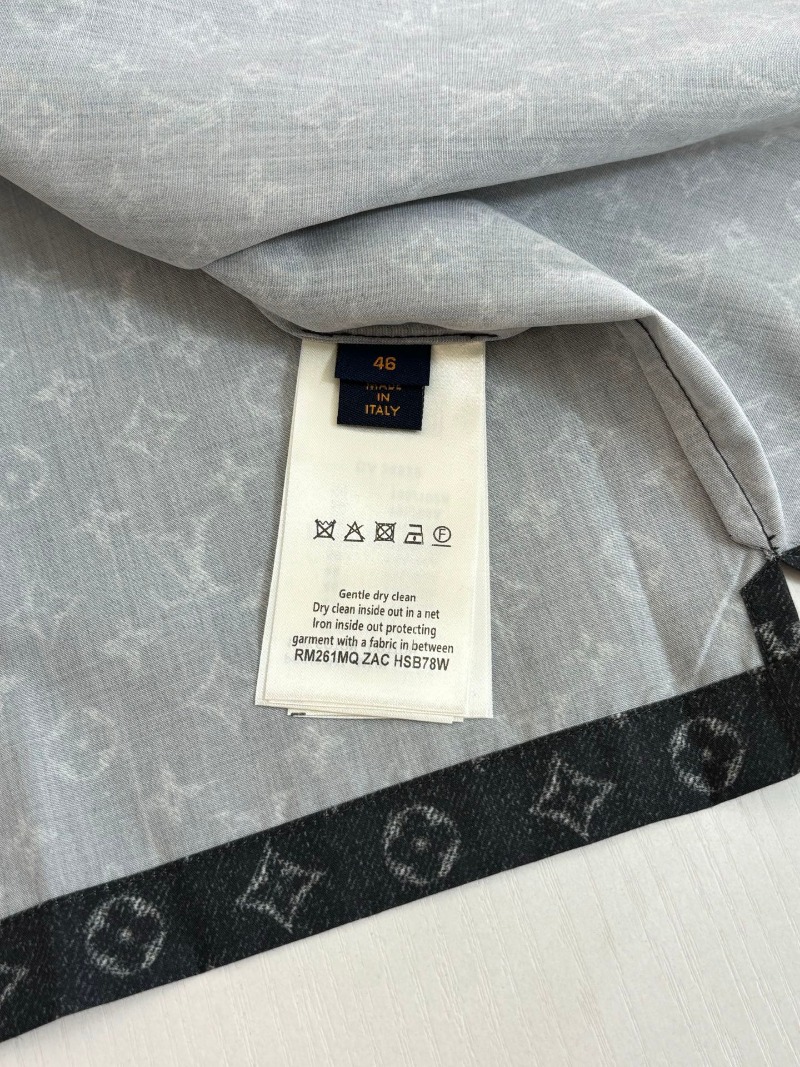 46
MADE
IN
ITALY
F
Gentle dry clean
Dry clean inside out in a net
Iron inside out protecting
garment with a fabric in between
RM261MQ ZAC HSB78W